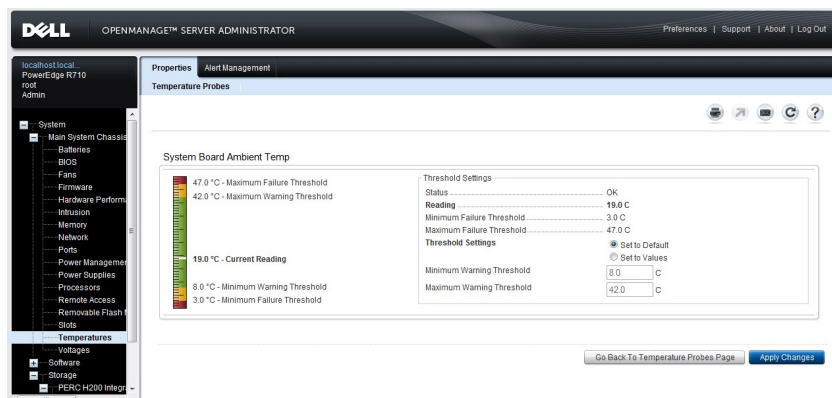 DELL
OPENMANAGE™ SERVER ADMINISTRATOR
Preferences | Support | About | Log Out
localhost.local...
PowerEdge R710
root
Admin
Properties
Alert Management
Temperature Probes
System
Main System Chassis
Batteries
BIOS
Fans
Firmware
Hardware Performa
Intrusion
Memory
Network
Ports
Power Managemen
Power Supplies
Processors
Remote Access
Removable Flash M
Slots
Temperatures
Voltages
Software
Storage
PERC H200 Integr
System Board Ambient Temp
47.0 °C - Maximum Failure Threshold
42.0 °C - Maximum Warning Threshold
19.0 °C - Current Reading
8.0 °C - Minimum Warning Threshold
3.0 °C - Minimum Failure Threshold
Threshold Settings
Status OK
Reading 19.0 C
Minimum Failure Threshold 3.0 C
Maximum Failure Threshold 47.0 C
Threshold Settings
Set to Default
Set to Values
Minimum Warning Threshold 8.0 C
Maximum Warning Threshold 42.0 C
Go Back To Temperature Probes Page
Apply Changes